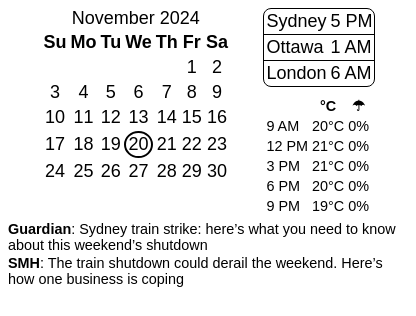 November 2024
Su Mo Tu We Th Fr Sa
1 2
3 4 5 6 7 8 9
10 11 12 13 14 15 16
17 18 19 20 21 22 23
24 25 26 27 28 29 30
Sydney 5 PM
Ottawa 1 AM
London 6 AM
°C ☂
9 AM 20°C 0%
12 PM 21°C 0%
3 PM 21°C 0%
6 PM 20°C 0%
9 PM 19°C 0%
Guardian: Sydney train strike: here’s what you need to know
about this weekend’s shutdown
SMH: The train shutdown could derail the weekend. Here’s
how one business is coping